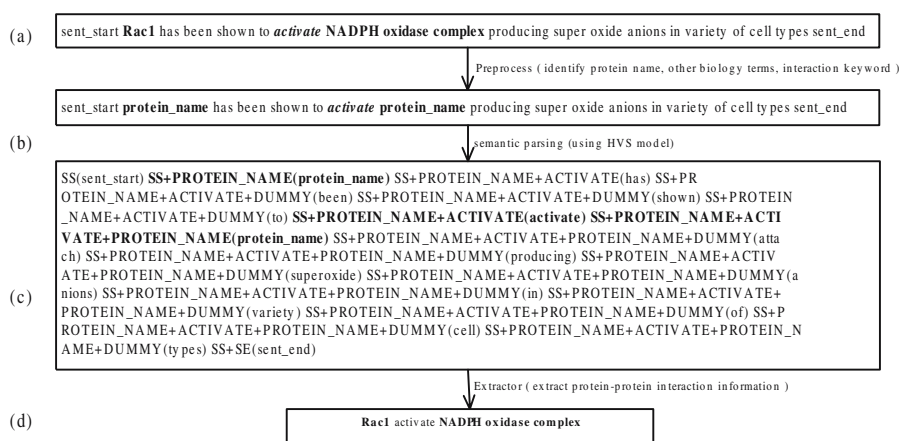 (a)
sent_start Rac1 has been shown to activate NADPH oxidase complex producing super oxide anions in variety of cell types sent_end
Preprocess ( identify protein name, other biology terms, interaction keyword )
sent_start protein_name has been shown to activate protein_name producing super oxide anions in variety of cell types sent_end
(b)
semantic parsing (using HVS model)
(c)
SS(sent_start) SS+PROTEIN_NAME(protein_name) SS+PROTEIN_NAME+ACTIVATE(has) SS+PR
OTEIN_NAME+ACTIVATE+DUMMY(been) SS+PROTEIN_NAME+ACTIVATE+DUMMY(shown) SS+PROTEIN
_NAME+ACTIVATE+DUMMY(to) SS+PROTEIN_NAME+ACTIVATE(activate) SS+PROTEIN_NAME+ACTI
VATE+PROTEIN_NAME(protein_name) SS+PROTEIN_NAME+ACTIVATE+PROTEIN_NAME+DUMMY(atta
ch) SS+PROTEIN_NAME+ACTIVATE+PROTEIN_NAME+DUMMY(producing) SS+PROTEIN_NAME+ACTIV
ATE+PROTEIN_NAME+DUMMY(superoxide) SS+PROTEIN_NAME+ACTIVATE+PROTEIN_NAME+DUMMY(a
nions) SS+PROTEIN_NAME+ACTIVATE+PROTEIN_NAME+DUMMY(in) SS+PROTEIN_NAME+ACTIVATE+
PROTEIN_NAME+DUMMY(variety) SS+PROTEIN_NAME+ACTIVATE+PROTEIN_NAME+DUMMY(of) SS+P
ROTEIN_NAME+ACTIVATE+PROTEIN_NAME+DUMMY(cell) SS+PROTEIN_NAME+ACTIVATE+PROTEIN_N
AME+DUMMY(types) SS+SE(sent_end)
Extractor ( extract protein-protein interaction information )
(d)
Rac1 activate NADPH oxidase complex